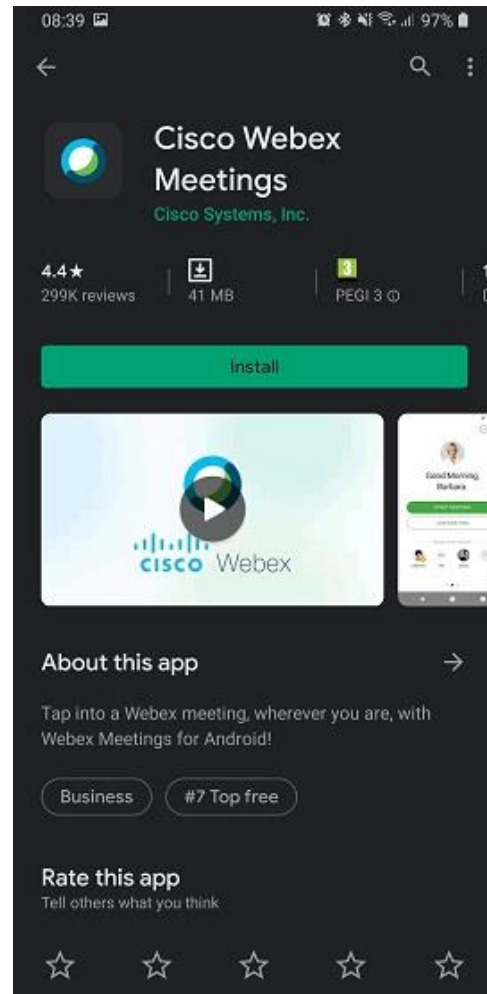 08:39 97%
Cisco Webex
Meetings
Cisco Systems, Inc.
4.4★
299K reviews
41 MB
3
PEGI 3
Install
CISCO Webex
Good Morning,
Barbara
About this app
Tap into a Webex meeting, wherever you are, with
Webex Meetings for Android!
Business
#7 Top free
Rate this app
Tell others what you think